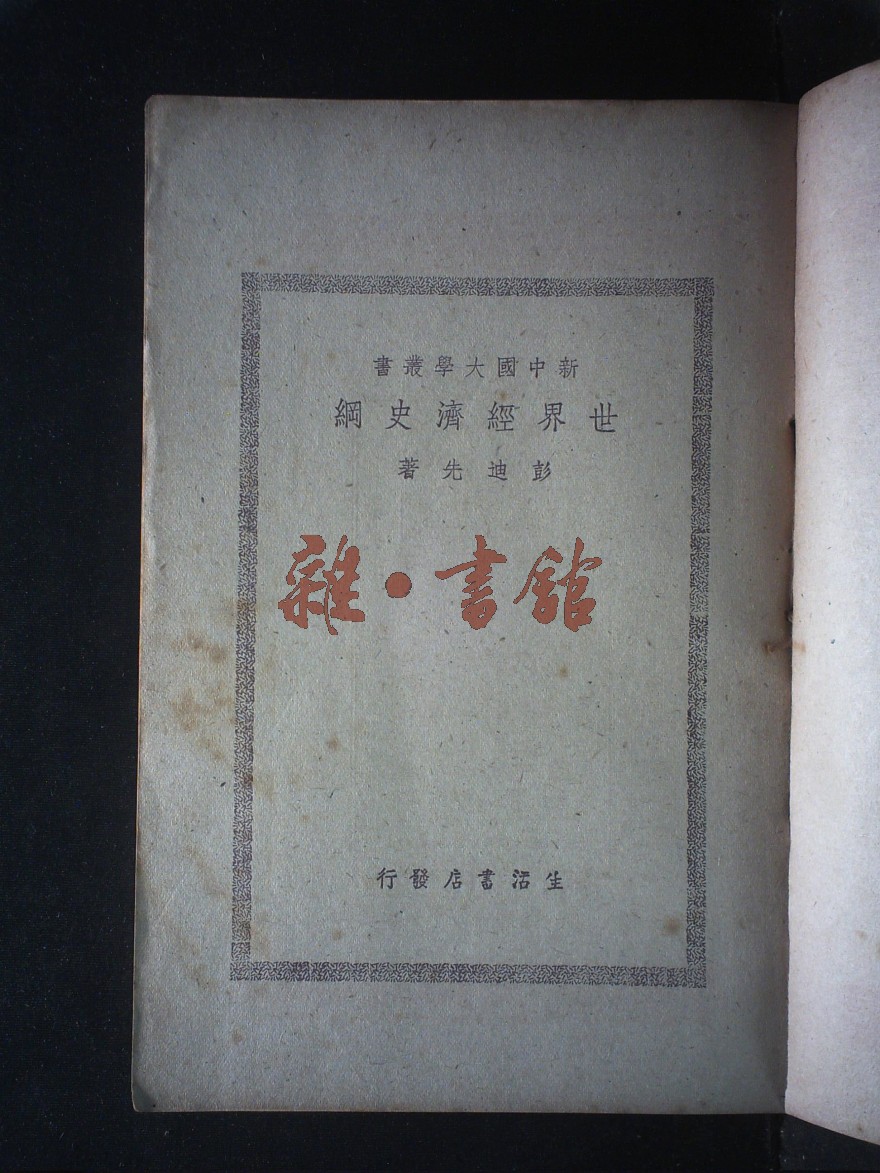 新中國大學叢書
世界經濟史綱
彭迪先著
雜·書館
生活書店發行